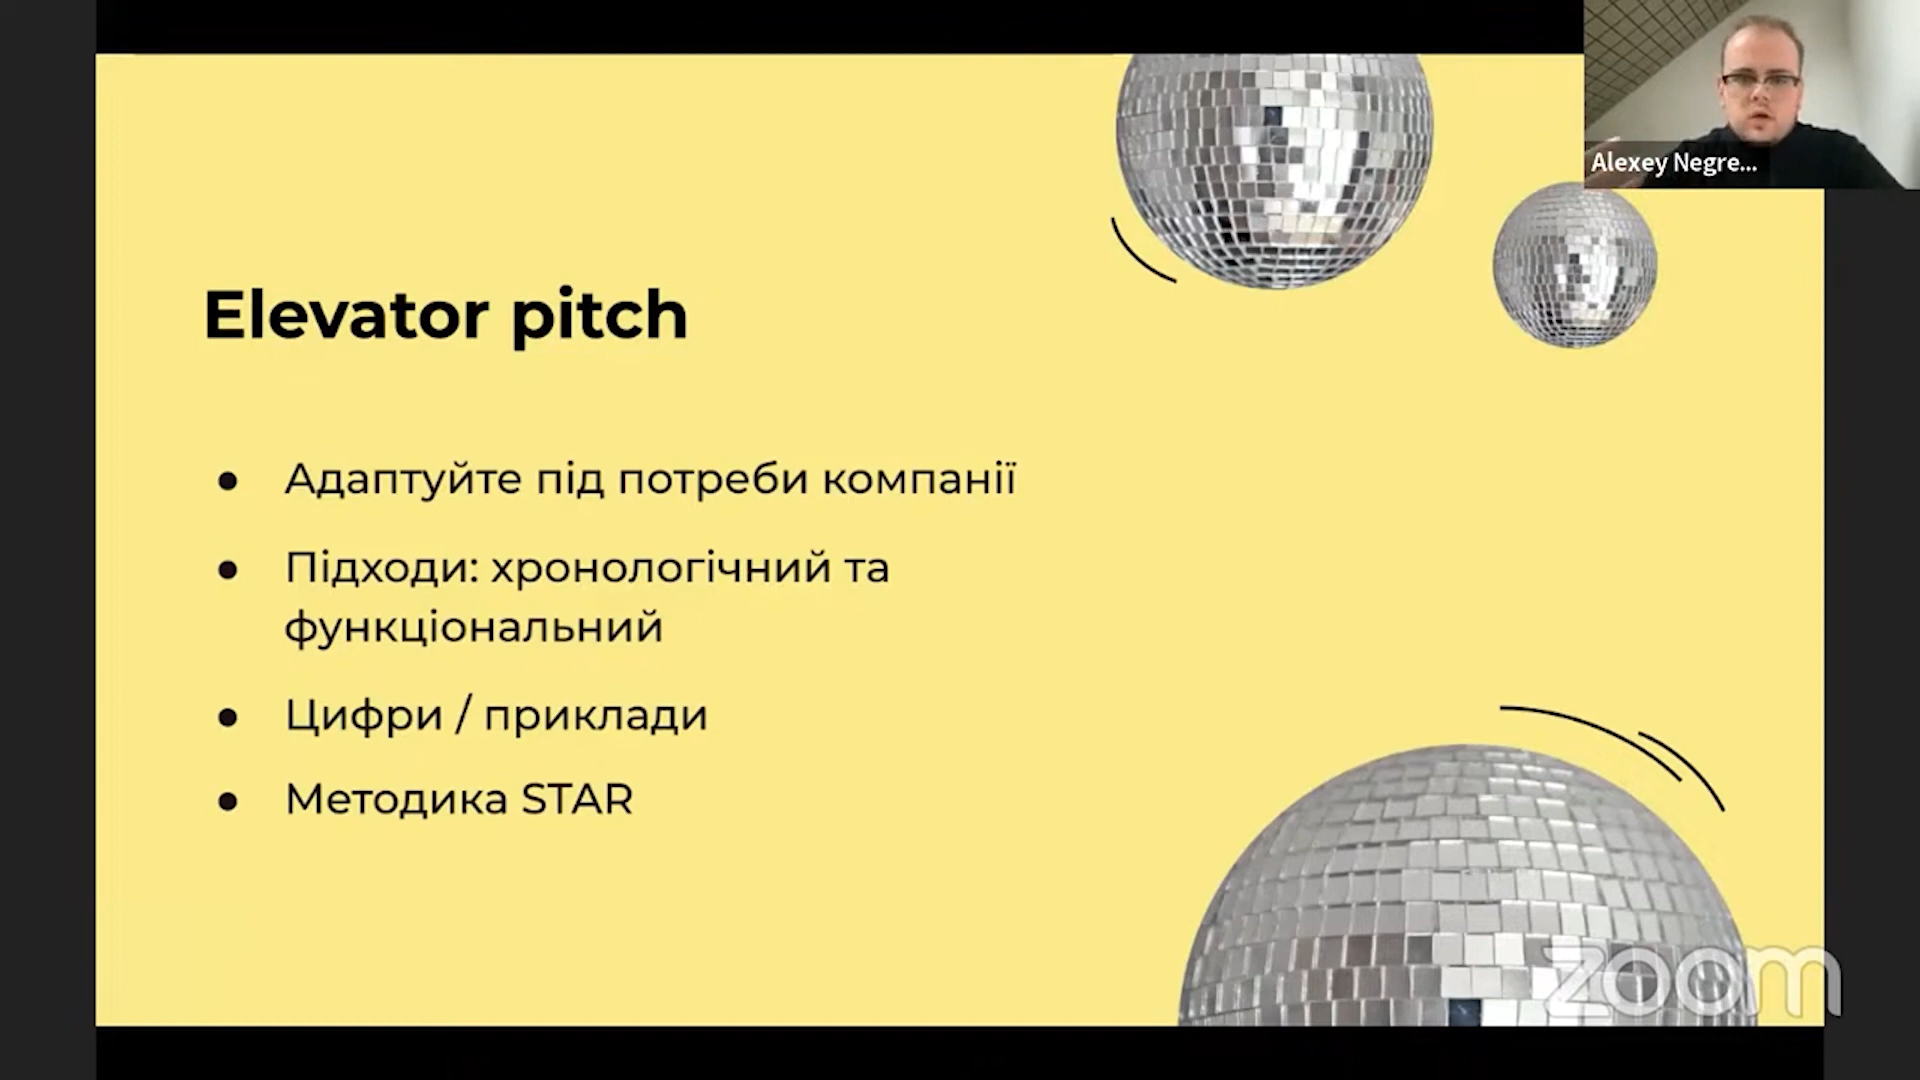 Alexey Negre...
Elevator pitch
● Адаптуйте під потреби компанії
● Підходи: хронологічний та
функціональний
● Цифри / приклади
● Методика STAR
zoom